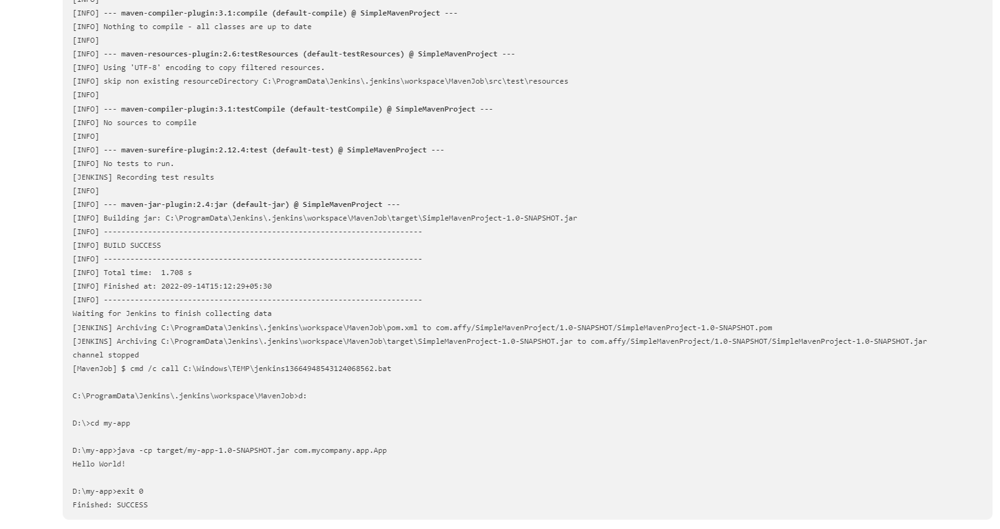 [INFO]
[INFO] --- maven-compiler-plugin:3.1:compile (default-compile) @ SimpleMavenProject ---
[INFO] Nothing to compile - all classes are up to date
[INFO]
[INFO] --- maven-resources-plugin:2.6:testResources (default-testResources) @ SimpleMavenProject ---
[INFO] Using 'UTF-8' encoding to copy filtered resources.
[INFO] skip non existing resourceDirectory C:\ProgramData\Jenkins\.jenkins\workspace\MavenJob\src\test\resources
[INFO]
[INFO] --- maven-compiler-plugin:3.1:testCompile (default-testCompile) @ SimpleMavenProject ---
[INFO] No sources to compile
[INFO]
[INFO] --- maven-surefire-plugin:2.12.4:test (default-test) @ SimpleMavenProject ---
[INFO] No tests to run.
[JENKINS] Recording test results
[INFO]
[INFO] --- maven-jar-plugin:2.4:jar (default-jar) @ SimpleMavenProject ---
[INFO] Building jar: C:\ProgramData\Jenkins\.jenkins\workspace\MavenJob\target\SimpleMavenProject-1.0-SNAPSHOT.jar
[INFO] ------------------------------------------------------------------------
[INFO] BUILD SUCCESS
[INFO] ------------------------------------------------------------------------
[INFO] Total time:  1.708 s
[INFO] Finished at: 2022-09-14T15:12:29+05:30
[INFO] ------------------------------------------------------------------------
Waiting for Jenkins to finish collecting data
[JENKINS] Archiving C:\ProgramData\Jenkins\.jenkins\workspace\MavenJob\pom.xml to com.affy/SimpleMavenProject/1.0-SNAPSHOT/SimpleMavenProject-1.0-SNAPSHOT.pom
[JENKINS] Archiving C:\ProgramData\Jenkins\.jenkins\workspace\MavenJob\target\SimpleMavenProject-1.0-SNAPSHOT.jar to com.affy/SimpleMavenProject/1.0-SNAPSHOT/SimpleMavenProject-1.0-SNAPSHOT.jar
channel stopped
[MavenJob] $ cmd /c call C:\Windows\TEMP\jenkins13664948543124068562.bat
C:\ProgramData\Jenkins\.jenkins\workspace\MavenJob>d:
D:\>cd my-app
D:\my-app>java -cp target/my-app-1.0-SNAPSHOT.jar com.mycompany.app.App
Hello World!
D:\my-app>exit 0
Finished: SUCCESS